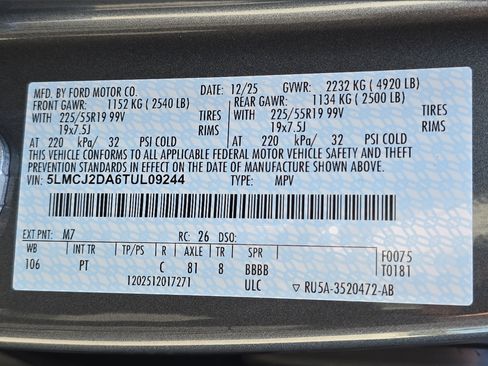 MFD. BY FORD MOTOR CO. DATE: 12/25 GVWR: 2232 KG ( 4920 LB)
FRONT GAWR: 1152 KG ( 2540 LB) REAR GAWR: 1134 KG ( 2500 LB)
WITH 225/55R19 99V TIRES WITH 225/55R19 99V TIRES
19x7.5J RIMS 19x7.5J RIMS
AT 220 kPa/ 32 PSI COLD AT 220 kPa/ 32 PSI COLD
THIS VEHICLE CONFORMS TO ALL APPLICABLE FEDERAL MOTOR VEHICLE SAFETY AND THEFT
PREVENTION STANDARDS IN EFFECT ON THE DATE OF MANUFACTURE SHOWN ABOVE.
VIN: 5LMCJ2DA6TUL09244 TYPE: MPV
EXT PNT: M7 RC: 26 DSO:
WB INT TR TP/PS R AXLE TR SPR F0075
106 PT C 81 8 BBBB T0181
1202512017271 ULC ▽ RU5A-3520472-AB